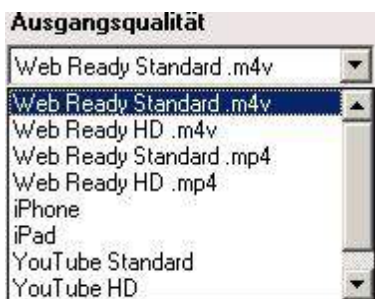 Ausgangsqualität
Web Ready Standard .m4v
Web Ready Standard .m4v
Web Ready HD .m4v
Web Ready Standard .mp4
Web Ready HD .mp4
iPhone
iPad
YouTube Standard
YouTube HD